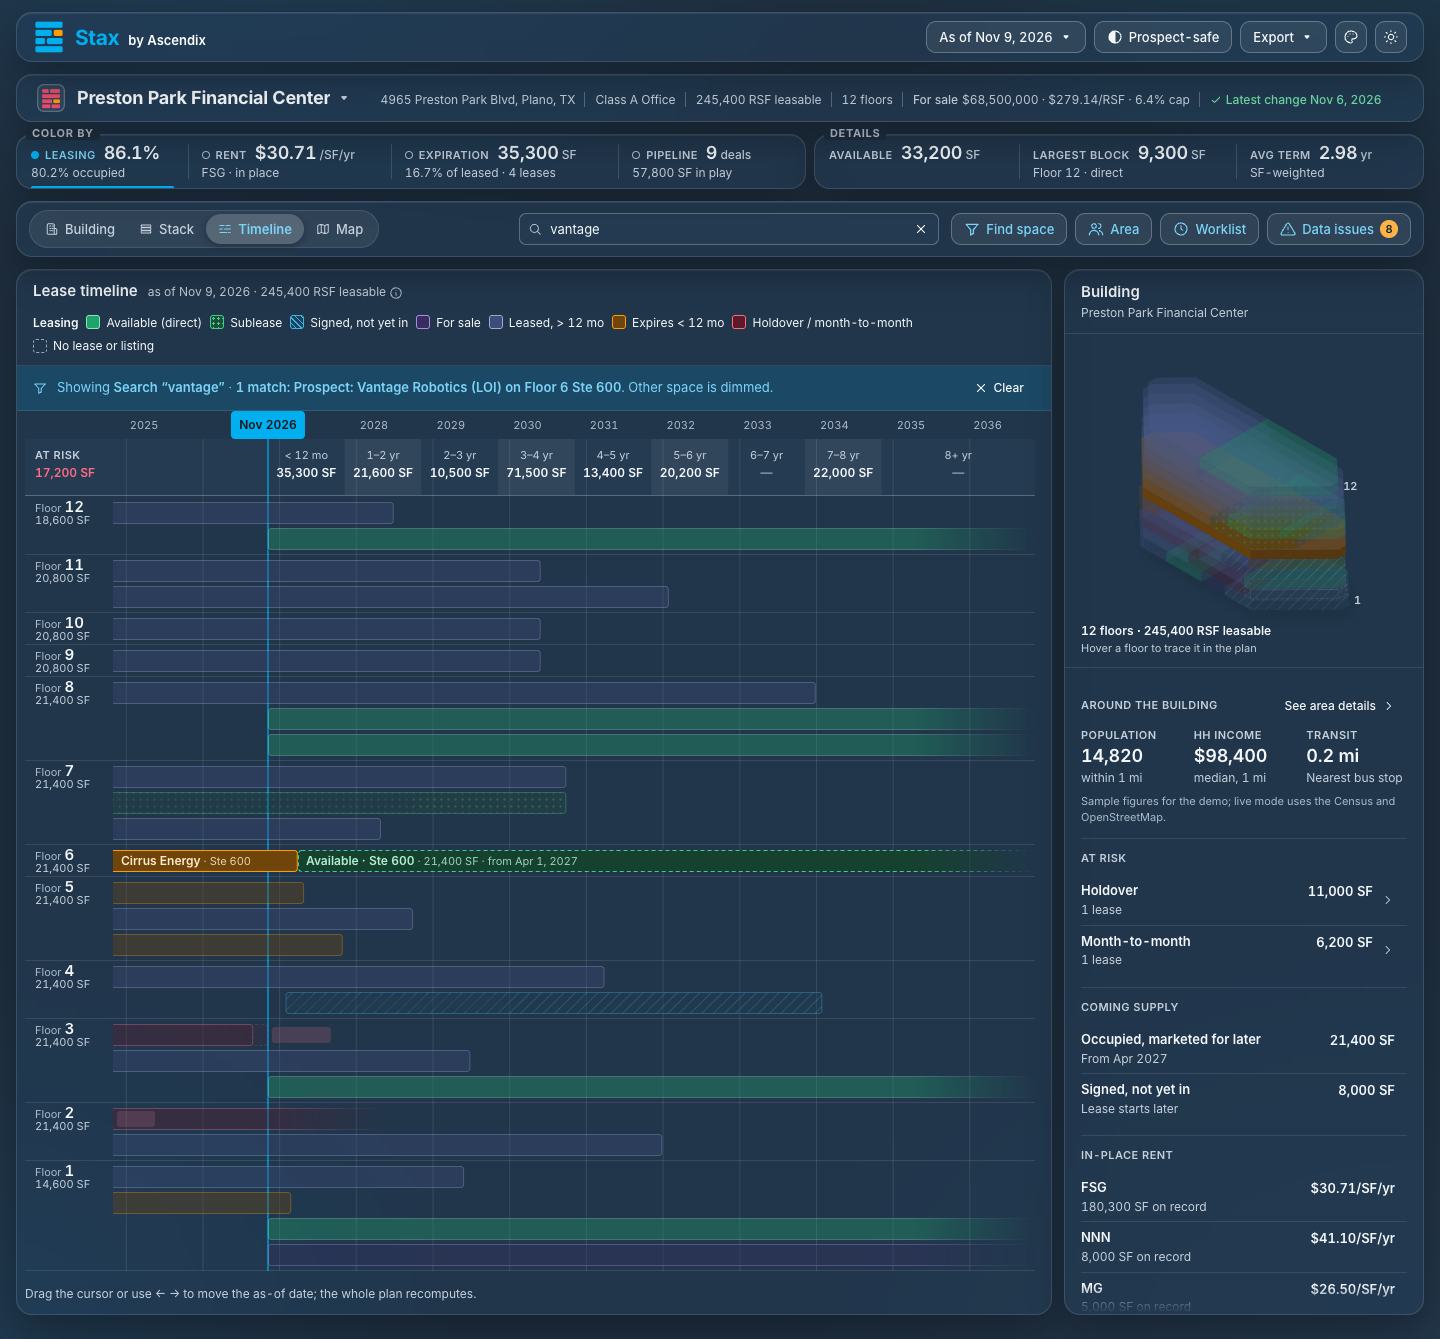 Stax by Ascendix
As of Nov 9, 2026
Prospect-safe
Export
Preston Park Financial Center
4965 Preston Park Blvd, Plano, TX
Class A Office
245,400 RSF leasable
12 floors
For sale $68,500,000 · $279.14/RSF · 6.4% cap
✓ Latest change Nov 6, 2026
COLOR BY
LEASING 86.1%
80.2% occupied
RENT $30.71 /SF/yr
FSG · in place
EXPIRATION 35,300 SF
16.7% of leased · 4 leases
PIPELINE 9 deals
57,800 SF in play
DETAILS
AVAILABLE 33,200 SF
LARGEST BLOCK 9,300 SF
Floor 12 · direct
AVG TERM 2.98 yr
SF-weighted
Building
Stack
Timeline
Map
vantage
Find space
Area
Worklist
Data issues 8
Lease timeline as of Nov 9, 2026 · 245,400 RSF leasable
Leasing Available (direct) Sublease Signed, not yet in For sale Leased, > 12 mo Expires < 12 mo Holdover / month-to-month
No lease or listing
Showing Search “vantage” · 1 match: Prospect: Vantage Robotics (LOI) on Floor 6 Ste 600. Other space is dimmed.
Clear
2025 Nov 2026 2028 2029 2030 2031 2032 2033 2034 2035 2036
AT RISK
17,200 SF
< 12 mo
35,300 SF
1–2 yr
21,600 SF
2–3 yr
10,500 SF
3–4 yr
71,500 SF
4–5 yr
13,400 SF
5–6 yr
20,200 SF
6–7 yr
—
7–8 yr
22,000 SF
8+ yr
—
Floor 12
18,600 SF
Floor 11
20,800 SF
Floor 10
20,800 SF
Floor 9
20,800 SF
Floor 8
21,400 SF
Floor 7
21,400 SF
Floor 6
21,400 SF
Cirrus Energy · Ste 600
Available · Ste 600 · 21,400 SF · from Apr 1, 2027
Floor 5
21,400 SF
Floor 4
21,400 SF
Floor 3
21,400 SF
Floor 2
21,400 SF
Floor 1
14,600 SF
Drag the cursor or use ← → to move the as-of date; the whole plan recomputes.
Building
Preston Park Financial Center
12
1
12 floors · 245,400 RSF leasable
Hover a floor to trace it in the plan
AROUND THE BUILDING
See area details
POPULATION
14,820
within 1 mi
HH INCOME
$98,400
median, 1 mi
TRANSIT
0.2 mi
Nearest bus stop
Sample figures for the demo; live mode uses the Census and
OpenStreetMap.
AT RISK
Holdover 11,000 SF
1 lease
Month-to-month 6,200 SF
1 lease
COMING SUPPLY
Occupied, marketed for later 21,400 SF
From Apr 2027
Signed, not yet in 8,000 SF
Lease starts later
IN-PLACE RENT
FSG $30.71/SF/yr
180,300 SF on record
NNN $41.10/SF/yr
8,000 SF on record
MG $26.50/SF/yr
5,000 SF on record